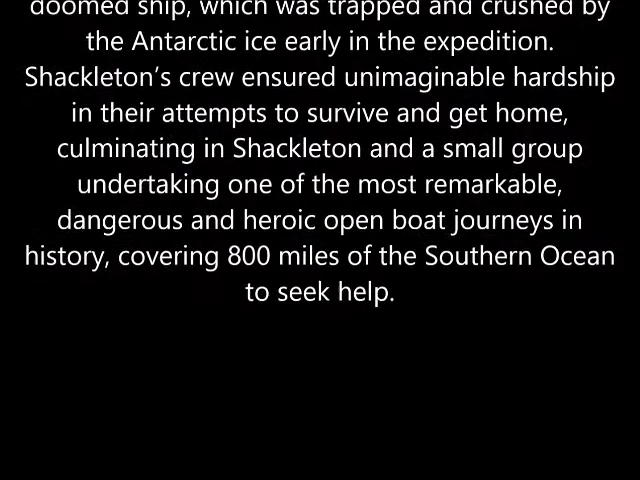 doomed ship, which was trapped and crushed by
the Antarctic ice early in the expedition.
Shackleton's crew ensured unimaginable hardship
in their attempts to survive and get home,
culminating in Shackleton and a small group
undertaking one of the most remarkable,
dangerous and heroic open boat journeys in
history, covering 800 miles of the Southern Ocean
to seek help.